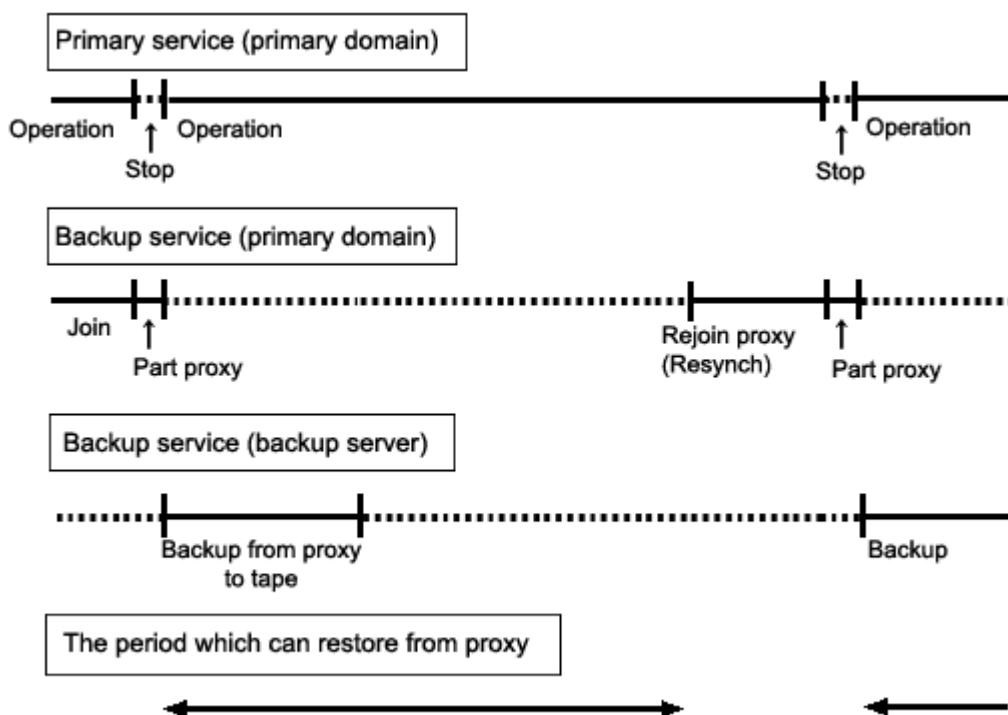 Primary service (primary domain)
Operation
Operation
Operation
Stop
Stop
Backup service (primary domain)
Join
Part proxy
Rejoin proxy
(Resynch)
Part proxy
Backup service (backup server)
Backup from proxy
to tape
Backup
The period which can restore from proxy